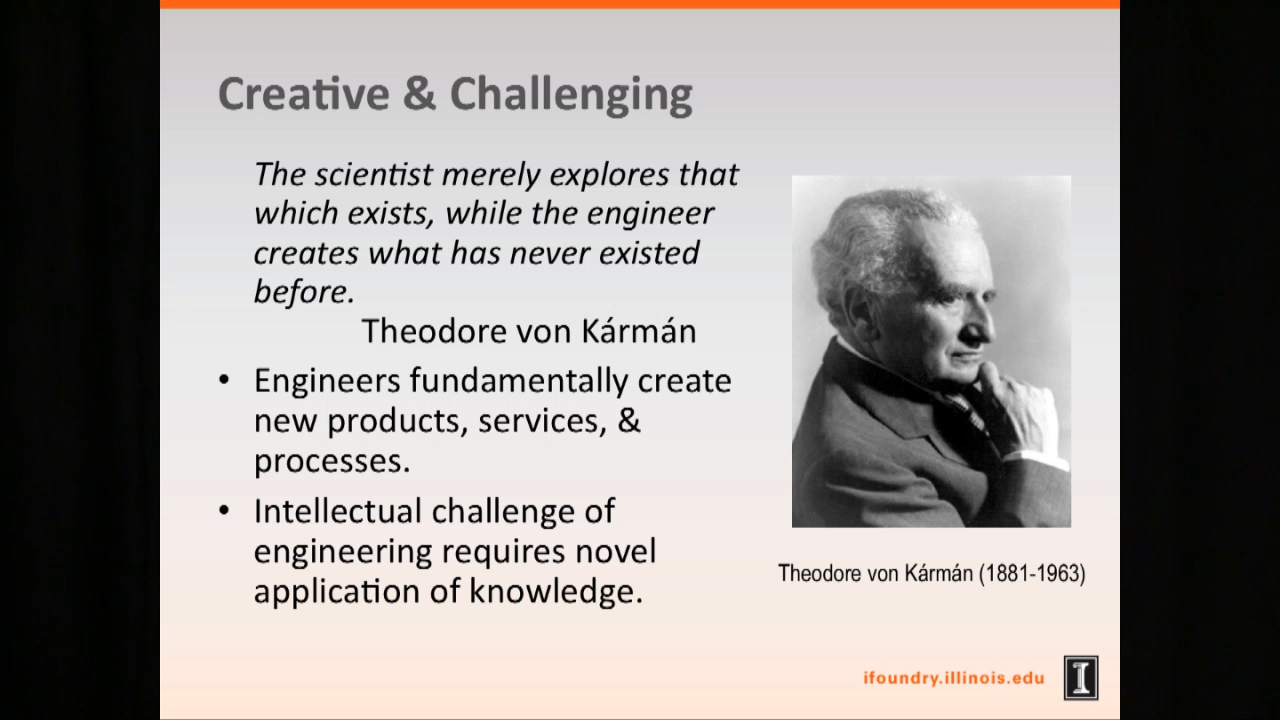 Creative & Challenging
The scientist merely explores that
which exists, while the engineer
creates what has never existed
before.
Theodore von Kármán
• Engineers fundamentally create
new products, services, &
processes.
• Intellectual challenge of
engineering requires novel
application of knowledge.
Theodore von Kármán (1881-1963)
ifoundry.illinois.edu
I